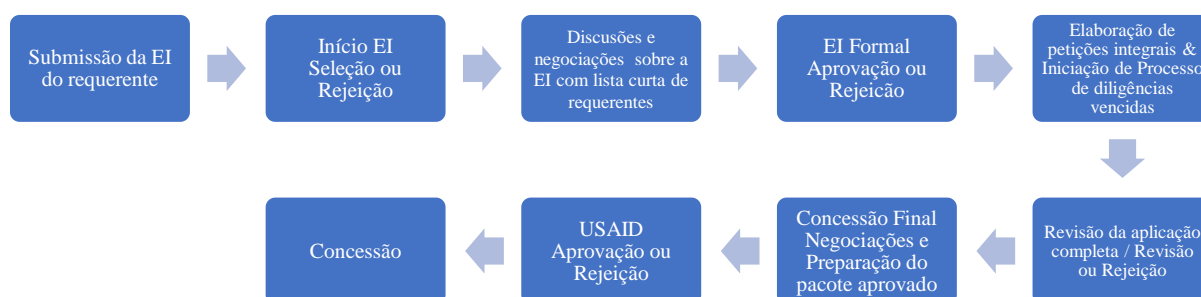 Submissão da EI
do requerente
Início EI
Seleção ou
Rejeição
Discusões e
negociações sobre a
EI com lista curta de
requerentes
EI Formal
Aprovação ou
Rejeicão
Elaboração de
petições integrais &
Iniciação de Processo
de diligências
vencidas
Revisão da aplicação
completa / Revisão
ou Rejeição
Concessão Final
Negociações e
Preparação do
pacote aprovado
USAID
Aprovação ou
Rejeição
Concessão